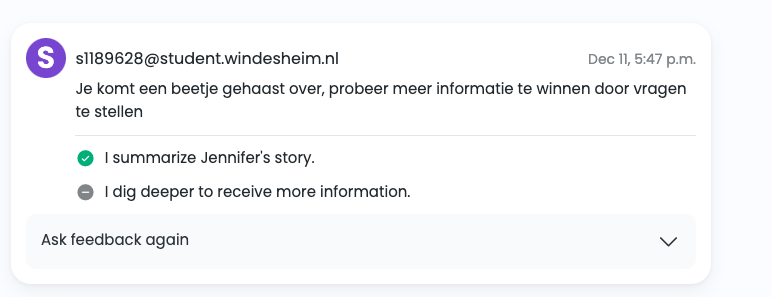 S
s1189628@student.windesheim.nl
Dec 11, 5:47 p.m.
Je komt een beetje gehaast over, probeer meer informatie te winnen door vragen
te stellen
I summarize Jennifer's story.
I dig deeper to receive more information.
Ask feedback again